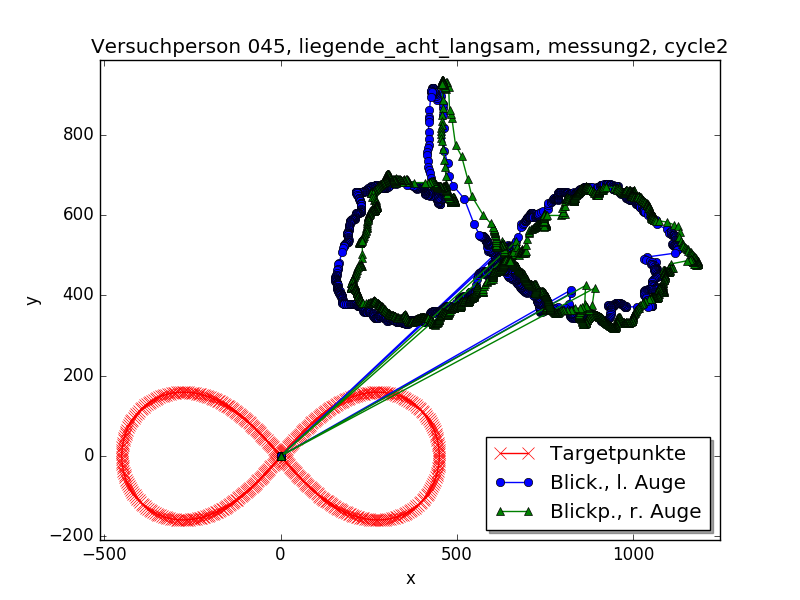 Versuchperson 045, liegende_acht_langsam, messung2, cycle2
800
600
400
200
0
−200
y
−500
0
500
1000
x
Targetpunkte
Blick., l. Auge
Blickp., r. Auge